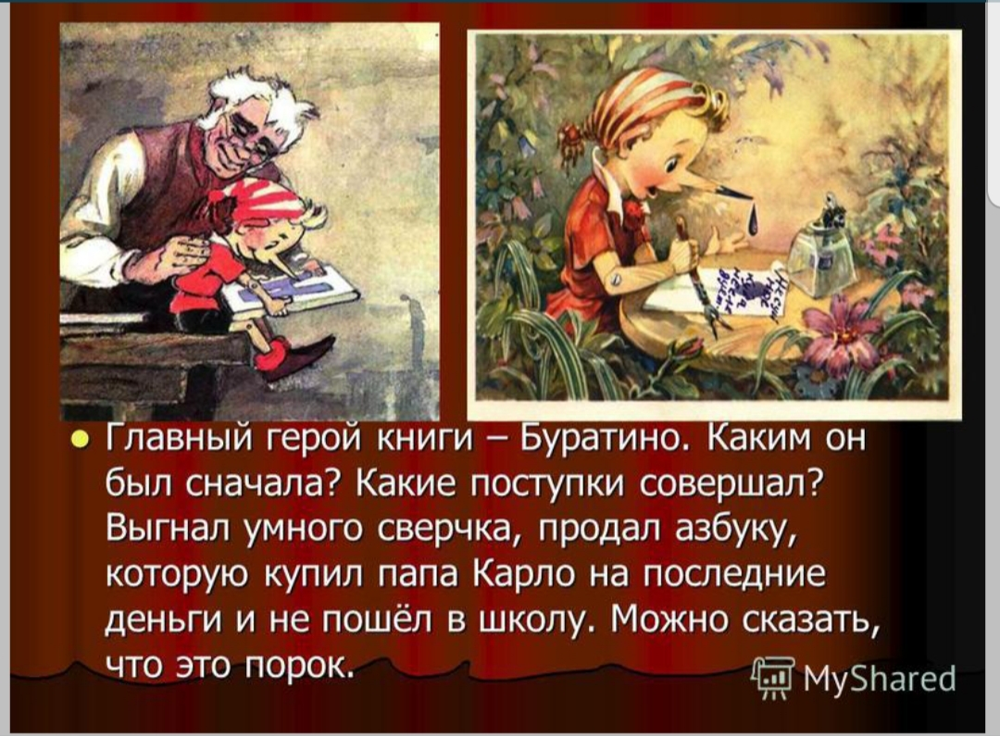 Главный герой книги – Буратино. Каким он
был сначала? Какие поступки совершал?
Выгнал умного сверчка, продал азбуку,
которую купил папа Карло на последние
деньги и не пошёл в школу. Можно сказать,
что это порок.
MyShared